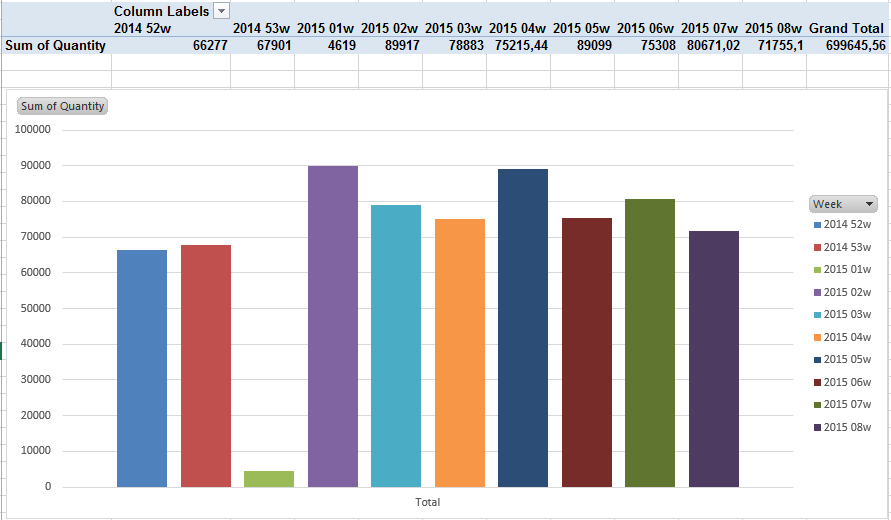 Column Labels
2014 52w 2014 53w 2015 01w 2015 02w 2015 03w 2015 04w 2015 05w 2015 06w 2015 07w 2015 08w Grand Total
Sum of Quantity 66277 67901 4619 89917 78883 75215,44 89099 75308 80671,02 71755,1 699645,56
Sum of Quantity
100000
90000
80000
70000
60000
50000
40000
30000
20000
10000
0
Total
Week
2014 52w
2014 53w
2015 01w
2015 02w
2015 03w
2015 04w
2015 05w
2015 06w
2015 07w
2015 08w